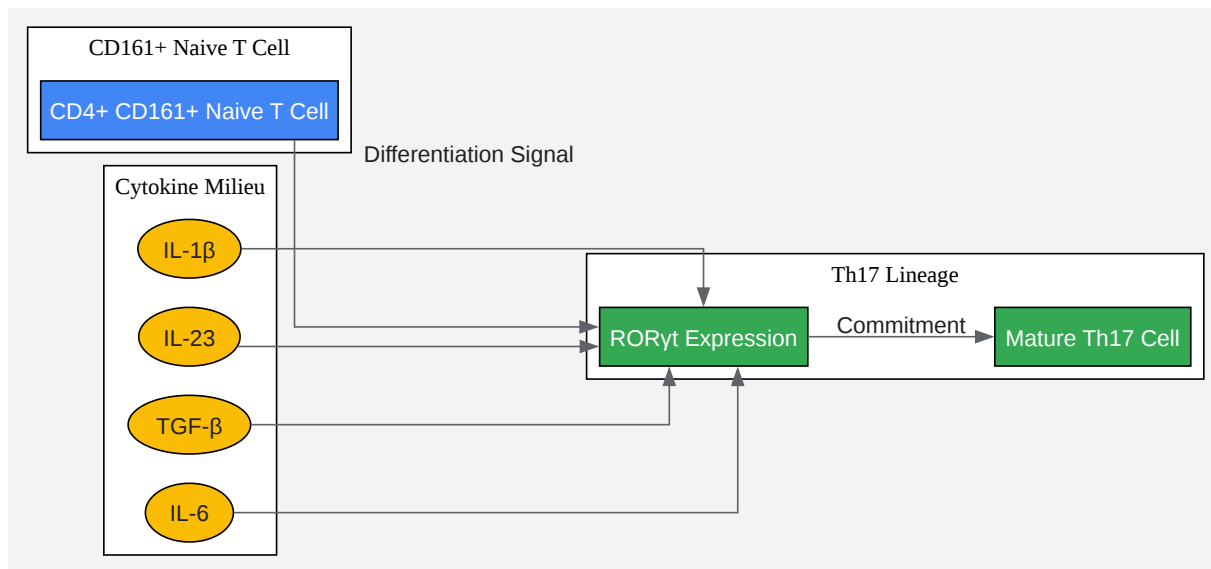 CD161+ Naive T Cell
CD4+ CD161+ Naive T Cell
Differentiation Signal
Cytokine Milieu
IL-1β
IL-23
TGF-β
IL-6
Th17 Lineage
RORγt Expression
Commitment
Mature Th17 Cell